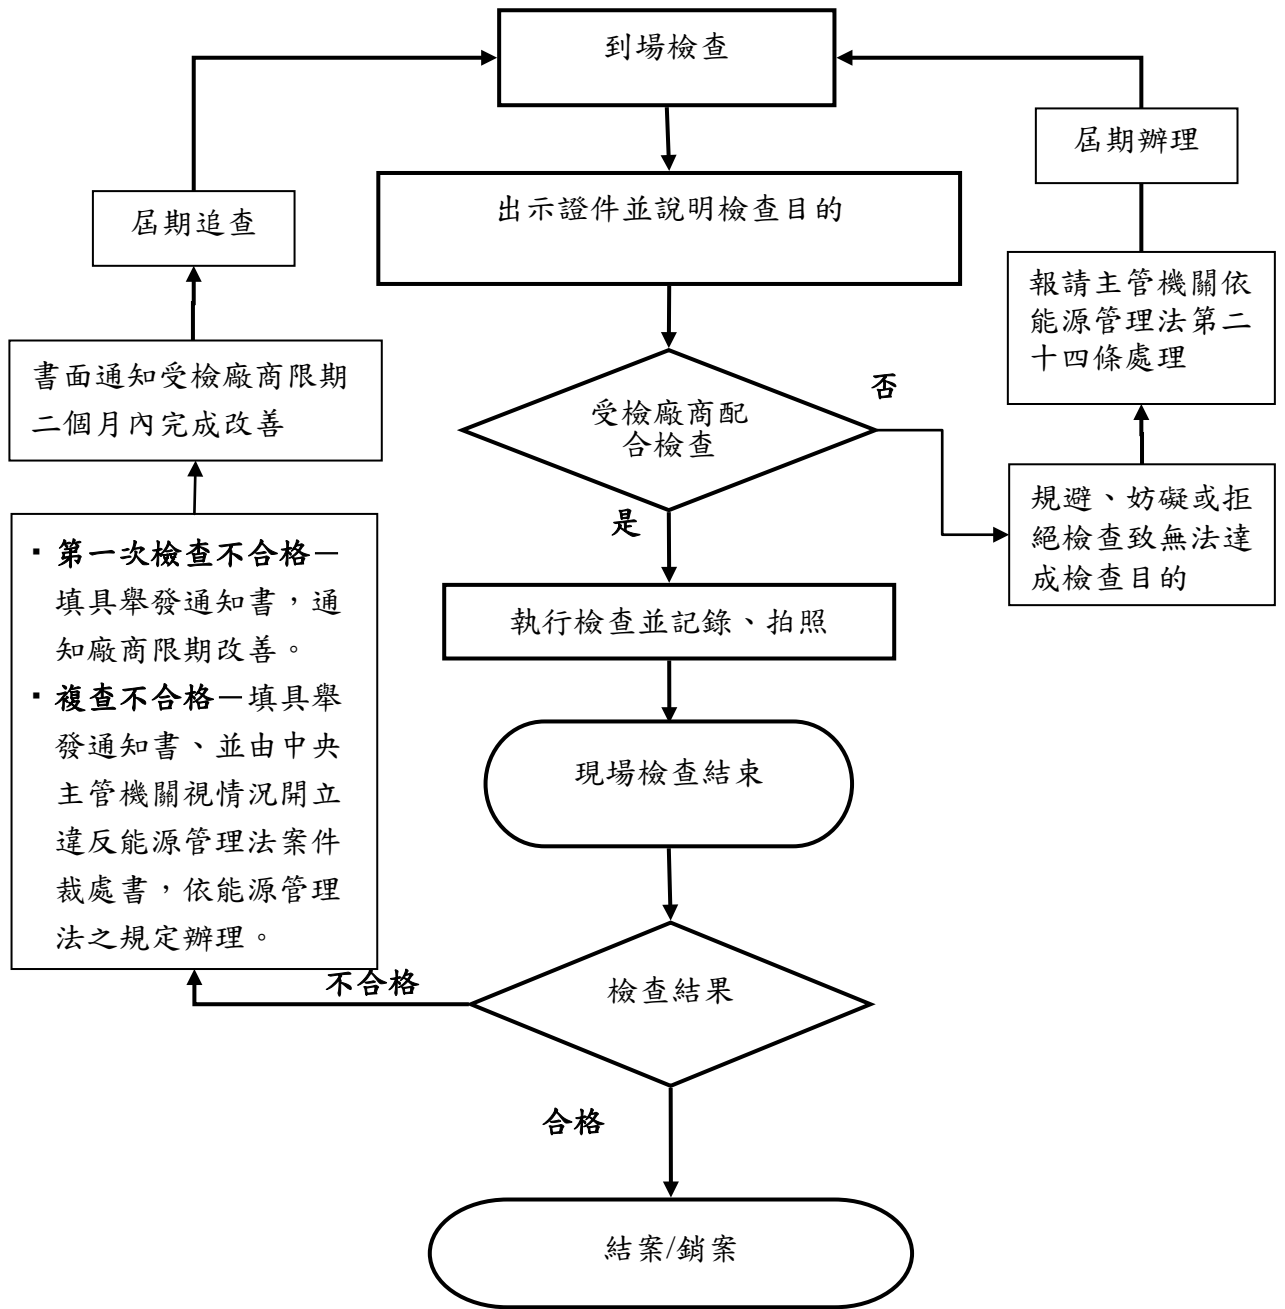 到場檢查
屆期辦理
出示證件並說明檢查目的
屆期追查
報請主管機關依
能源管理法第二
十四條處理
書面通知受檢廠商限期
二個月內完成改善
否
受檢廠商配
合檢查
規避、妨礙或拒
絕檢查致無法達
成檢查目的
是
▪ 第一次檢查不合格－
填具舉發通知書，通
知廠商限期改善。
▪ 複查不合格－填具舉
發通知書、並由中央
主管機關視情況開立
違反能源管理法案件
裁處書，依能源管理
法之規定辦理。
執行檢查並記錄、拍照
現場檢查結束
不合格
檢查結果
合格
結案/銷案